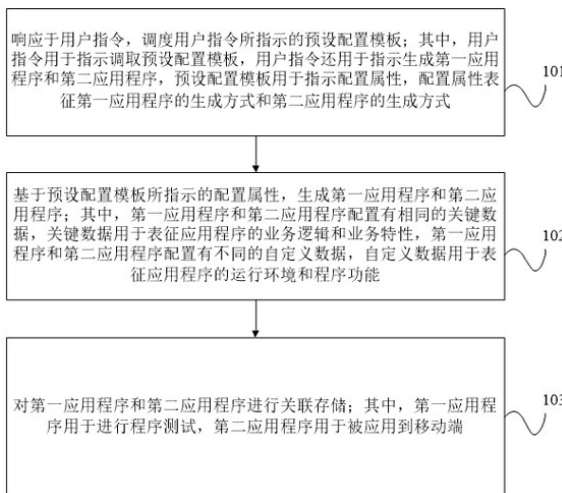 响应于用户指令，调度用户指令所指示的预设配置模板；其中，用户
指令用于指示调取预设配置模板，用户指令还用于指示生成第一应用
程序和第二应用程序，预设配置模板用于指示配置属性，配置属性表
征第一应用程序的生成方式和第二应用程序的生成方式
101
基于预设配置模板所指示的配置属性，生成第一应用程序和第二应
用程序；其中，第一应用程序和第二应用程序配置有相同的关键数
据，关键数据用于表征应用程序的业务逻辑和业务特性，第一应用
程序和第二应用程序配置有不同的自定义数据，自定义数据用于表
征应用程序的运行环境和程序功能
102
对第一应用程序和第二应用程序进行关联存储；其中，第一应用程
序用于进行程序测试，第二应用程序用于被应用到移动端
103